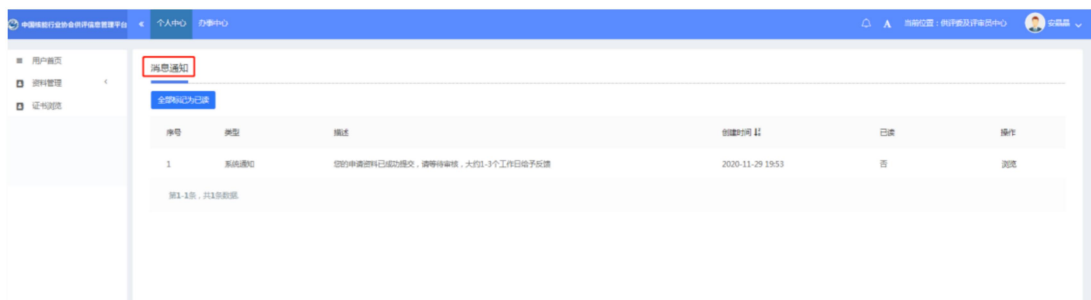 中国核能行业协会供评信息管理平台 « 个人中心 办事中心 A 当前位置：供评委及评审员中心 安晶晶
用户首页
资料管理
证书浏览
消息通知
全部标记为已读
序号 类型 描述 创建时间 已读 操作
1 系统通知 您的申请资料已成功提交，请等待审核，大约1-3个工作日给予反馈 2020-11-29 19:53 否 浏览
第1-1条，共1条数据.